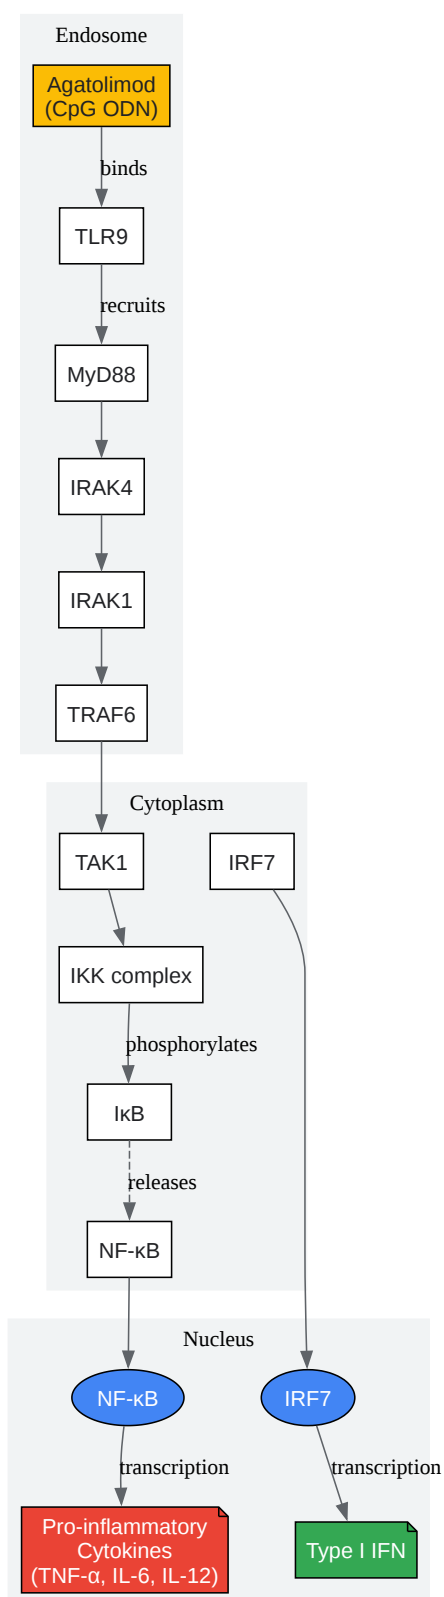 Endosome
Agatolimod
(CpG ODN)
binds
TLR9
recruits
MyD88
IRAK4
IRAK1
TRAF6
Cytoplasm
TAK1
IRF7
IKK complex
phosphorylates
IκB
releases
NF-κB
Nucleus
NF-κB
IRF7
transcription
transcription
Pro-inflammatory
Cytokines
(TNF-α, IL-6, IL-12)
Type I IFN